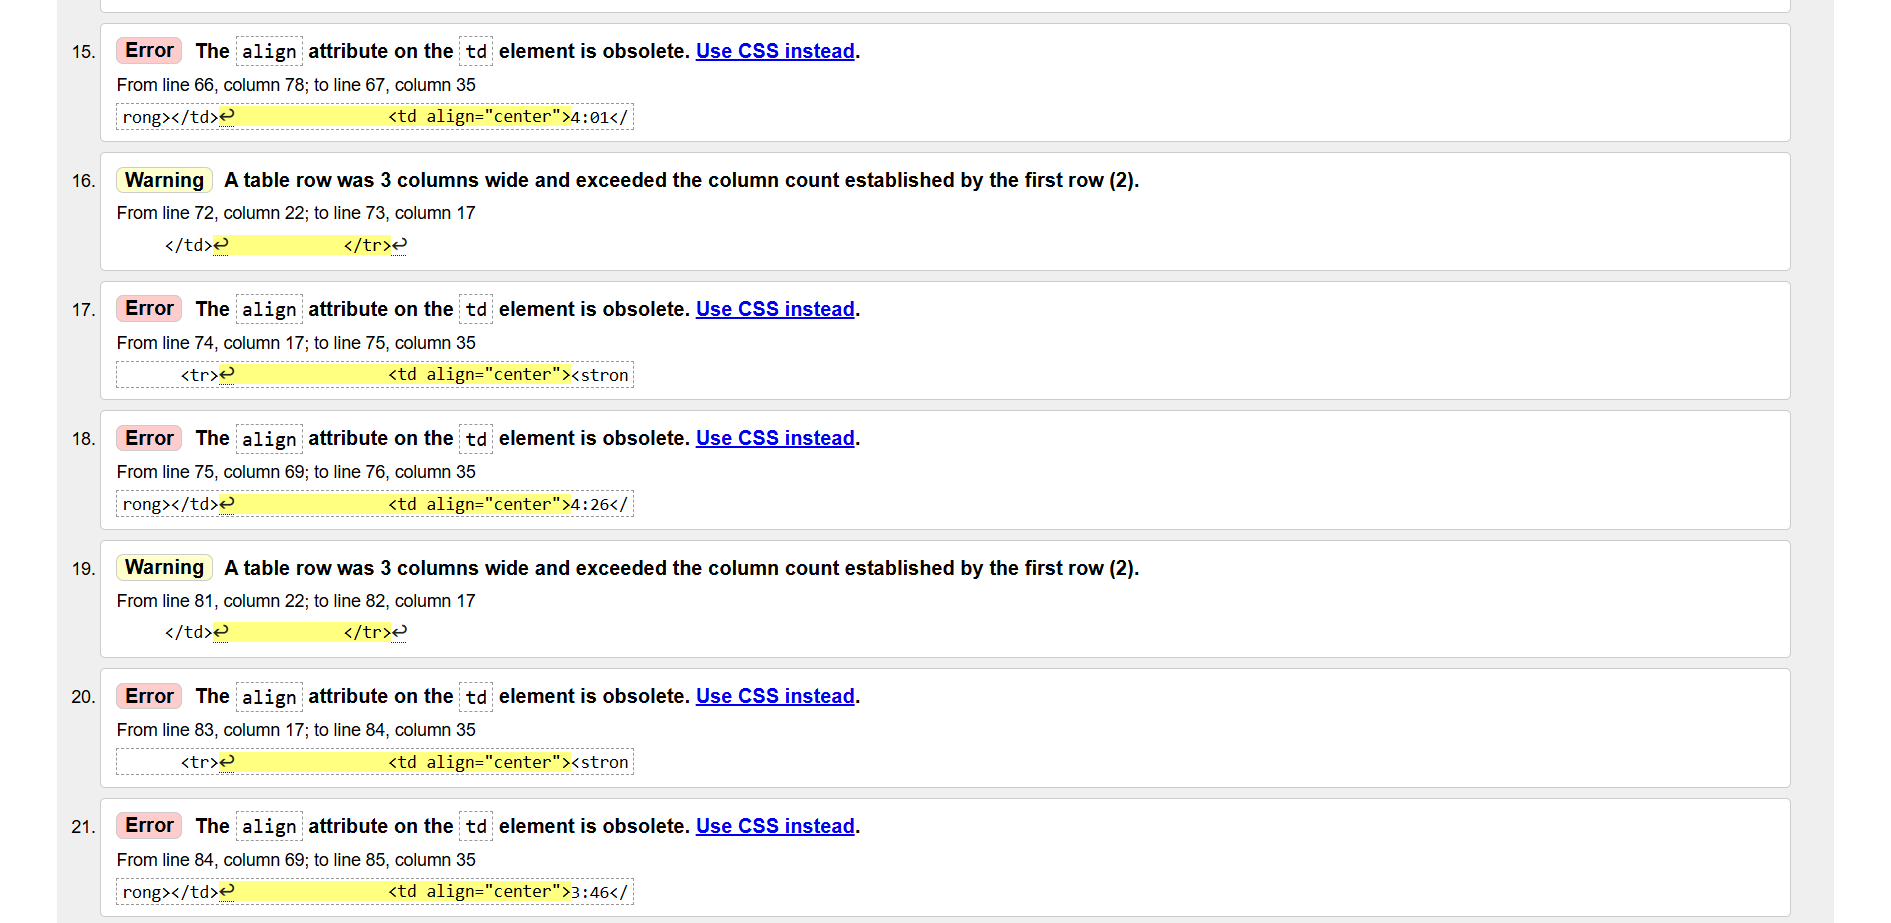 15. Error The align attribute on the td element is obsolete. Use CSS instead.
From line 66, column 78; to line 67, column 35
rong></td>↩                <td align="center">4:01</
16. Warning A table row was 3 columns wide and exceeded the column count established by the first row (2).
From line 72, column 22; to line 73, column 17
</td>↩            </tr>↩
17. Error The align attribute on the td element is obsolete. Use CSS instead.
From line 74, column 17; to line 75, column 35
<tr>↩                <td align="center"><stron
18. Error The align attribute on the td element is obsolete. Use CSS instead.
From line 75, column 69; to line 76, column 35
rong></td>↩                <td align="center">4:26</
19. Warning A table row was 3 columns wide and exceeded the column count established by the first row (2).
From line 81, column 22; to line 82, column 17
</td>↩            </tr>↩
20. Error The align attribute on the td element is obsolete. Use CSS instead.
From line 83, column 17; to line 84, column 35
<tr>↩                <td align="center"><stron
21. Error The align attribute on the td element is obsolete. Use CSS instead.
From line 84, column 69; to line 85, column 35
rong></td>↩                <td align="center">3:46</